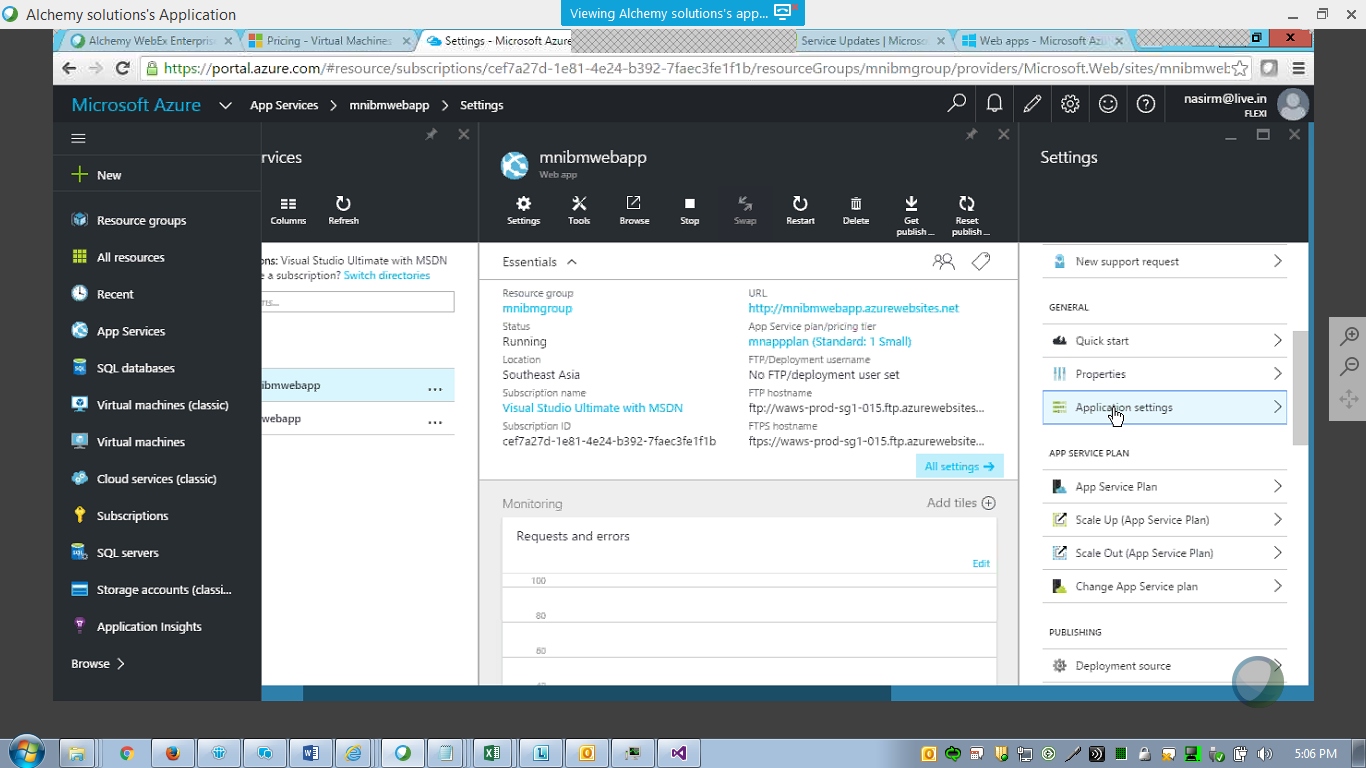 Alchemy solutions's Application
Viewing Alchemy solutions's app...
Alchemy WebEx Enterpris
Pricing - Virtual Machines
Settings - Microsoft Azure
Service Updates | Microso
Web apps - Microsoft Az
https://portal.azure.com/#resource/subscriptions/cef7a27d-1e81-4e24-b392-7faec3fe1f1b/resourceGroups/mnibmgroup/providers/Microsoft.Web/sites/mnibmweb
Microsoft Azure
App Services > mnibmwebapp > Settings
nasirm@live.in
FLEXI
New
Resource groups
All resources
Recent
App Services
SQL databases
Virtual machines (classic)
Virtual machines
Cloud services (classic)
Subscriptions
SQL servers
Storage accounts (classi...
Application Insights
Browse >
rvices
Columns
Refresh
ons: Visual Studio Ultimate with MSDN
e a subscription? Switch directories
ns...
ibmwebapp
...
webapp
...
mnibmwebapp
Web app
Settings
Tools
Browse
Stop
Swap
Restart
Delete
Get publish ...
Reset publish ...
Essentials
Resource group
mnibmgroup
Status
Running
Location
Southeast Asia
Subscription name
Visual Studio Ultimate with MSDN
Subscription ID
cef7a27d-1e81-4e24-b392-7faec3fe1f1b
URL
http://mnibmwebapp.azurewebsites.net
App Service plan/pricing tier
mnappplan (Standard: 1 Small)
FTP/Deployment username
No FTP/deployment user set
FTP hostname
ftp://waws-prod-sg1-015.ftp.azurewebsites...
FTPS hostname
ftps://waws-prod-sg1-015.ftp.azurewebsite...
All settings
Monitoring
Add tiles
Requests and errors
Edit
100
80
80
Settings
New support request
GENERAL
Quick start
Properties
Application settings
APP SERVICE PLAN
App Service Plan
Scale Up (App Service Plan)
Scale Out (App Service Plan)
Change App Service plan
PUBLISHING
Deployment source
5:06 PM